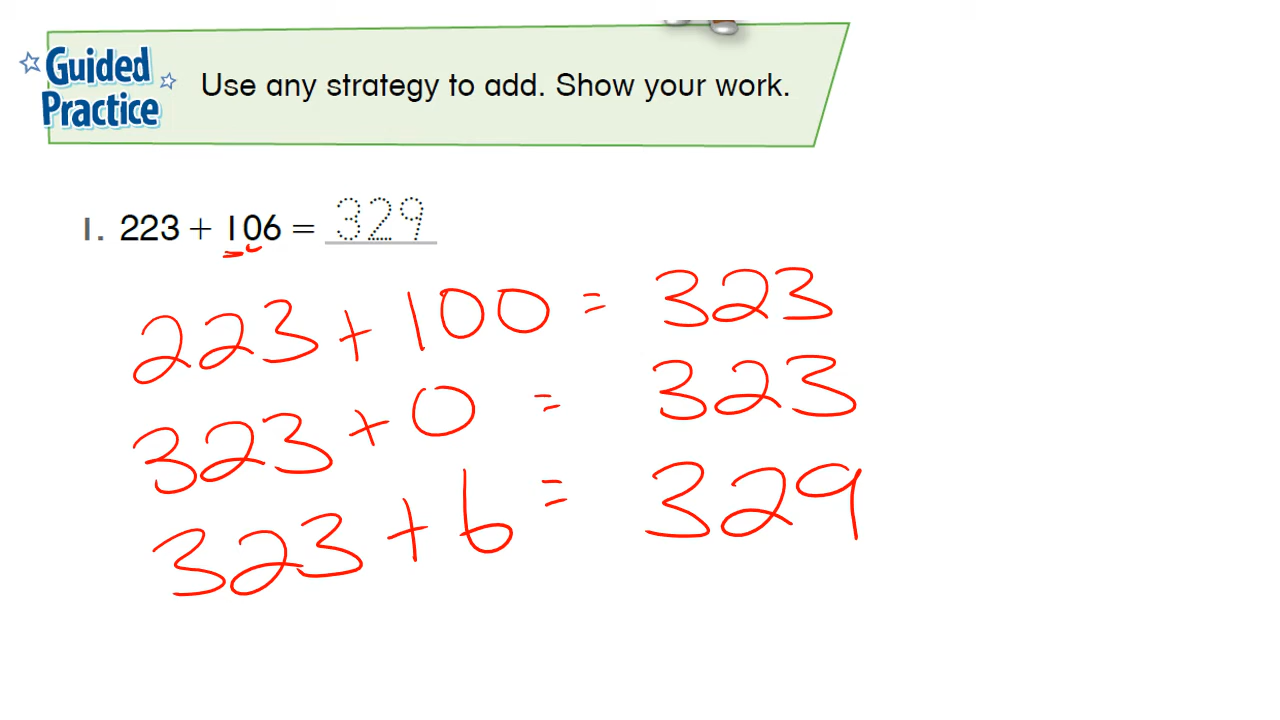 Guided
Practice
Use any strategy to add. Show your work.
1. 223 + 106 = 329
223 + 100 = 323
323 + 0 = 323
323 + 6 = 329